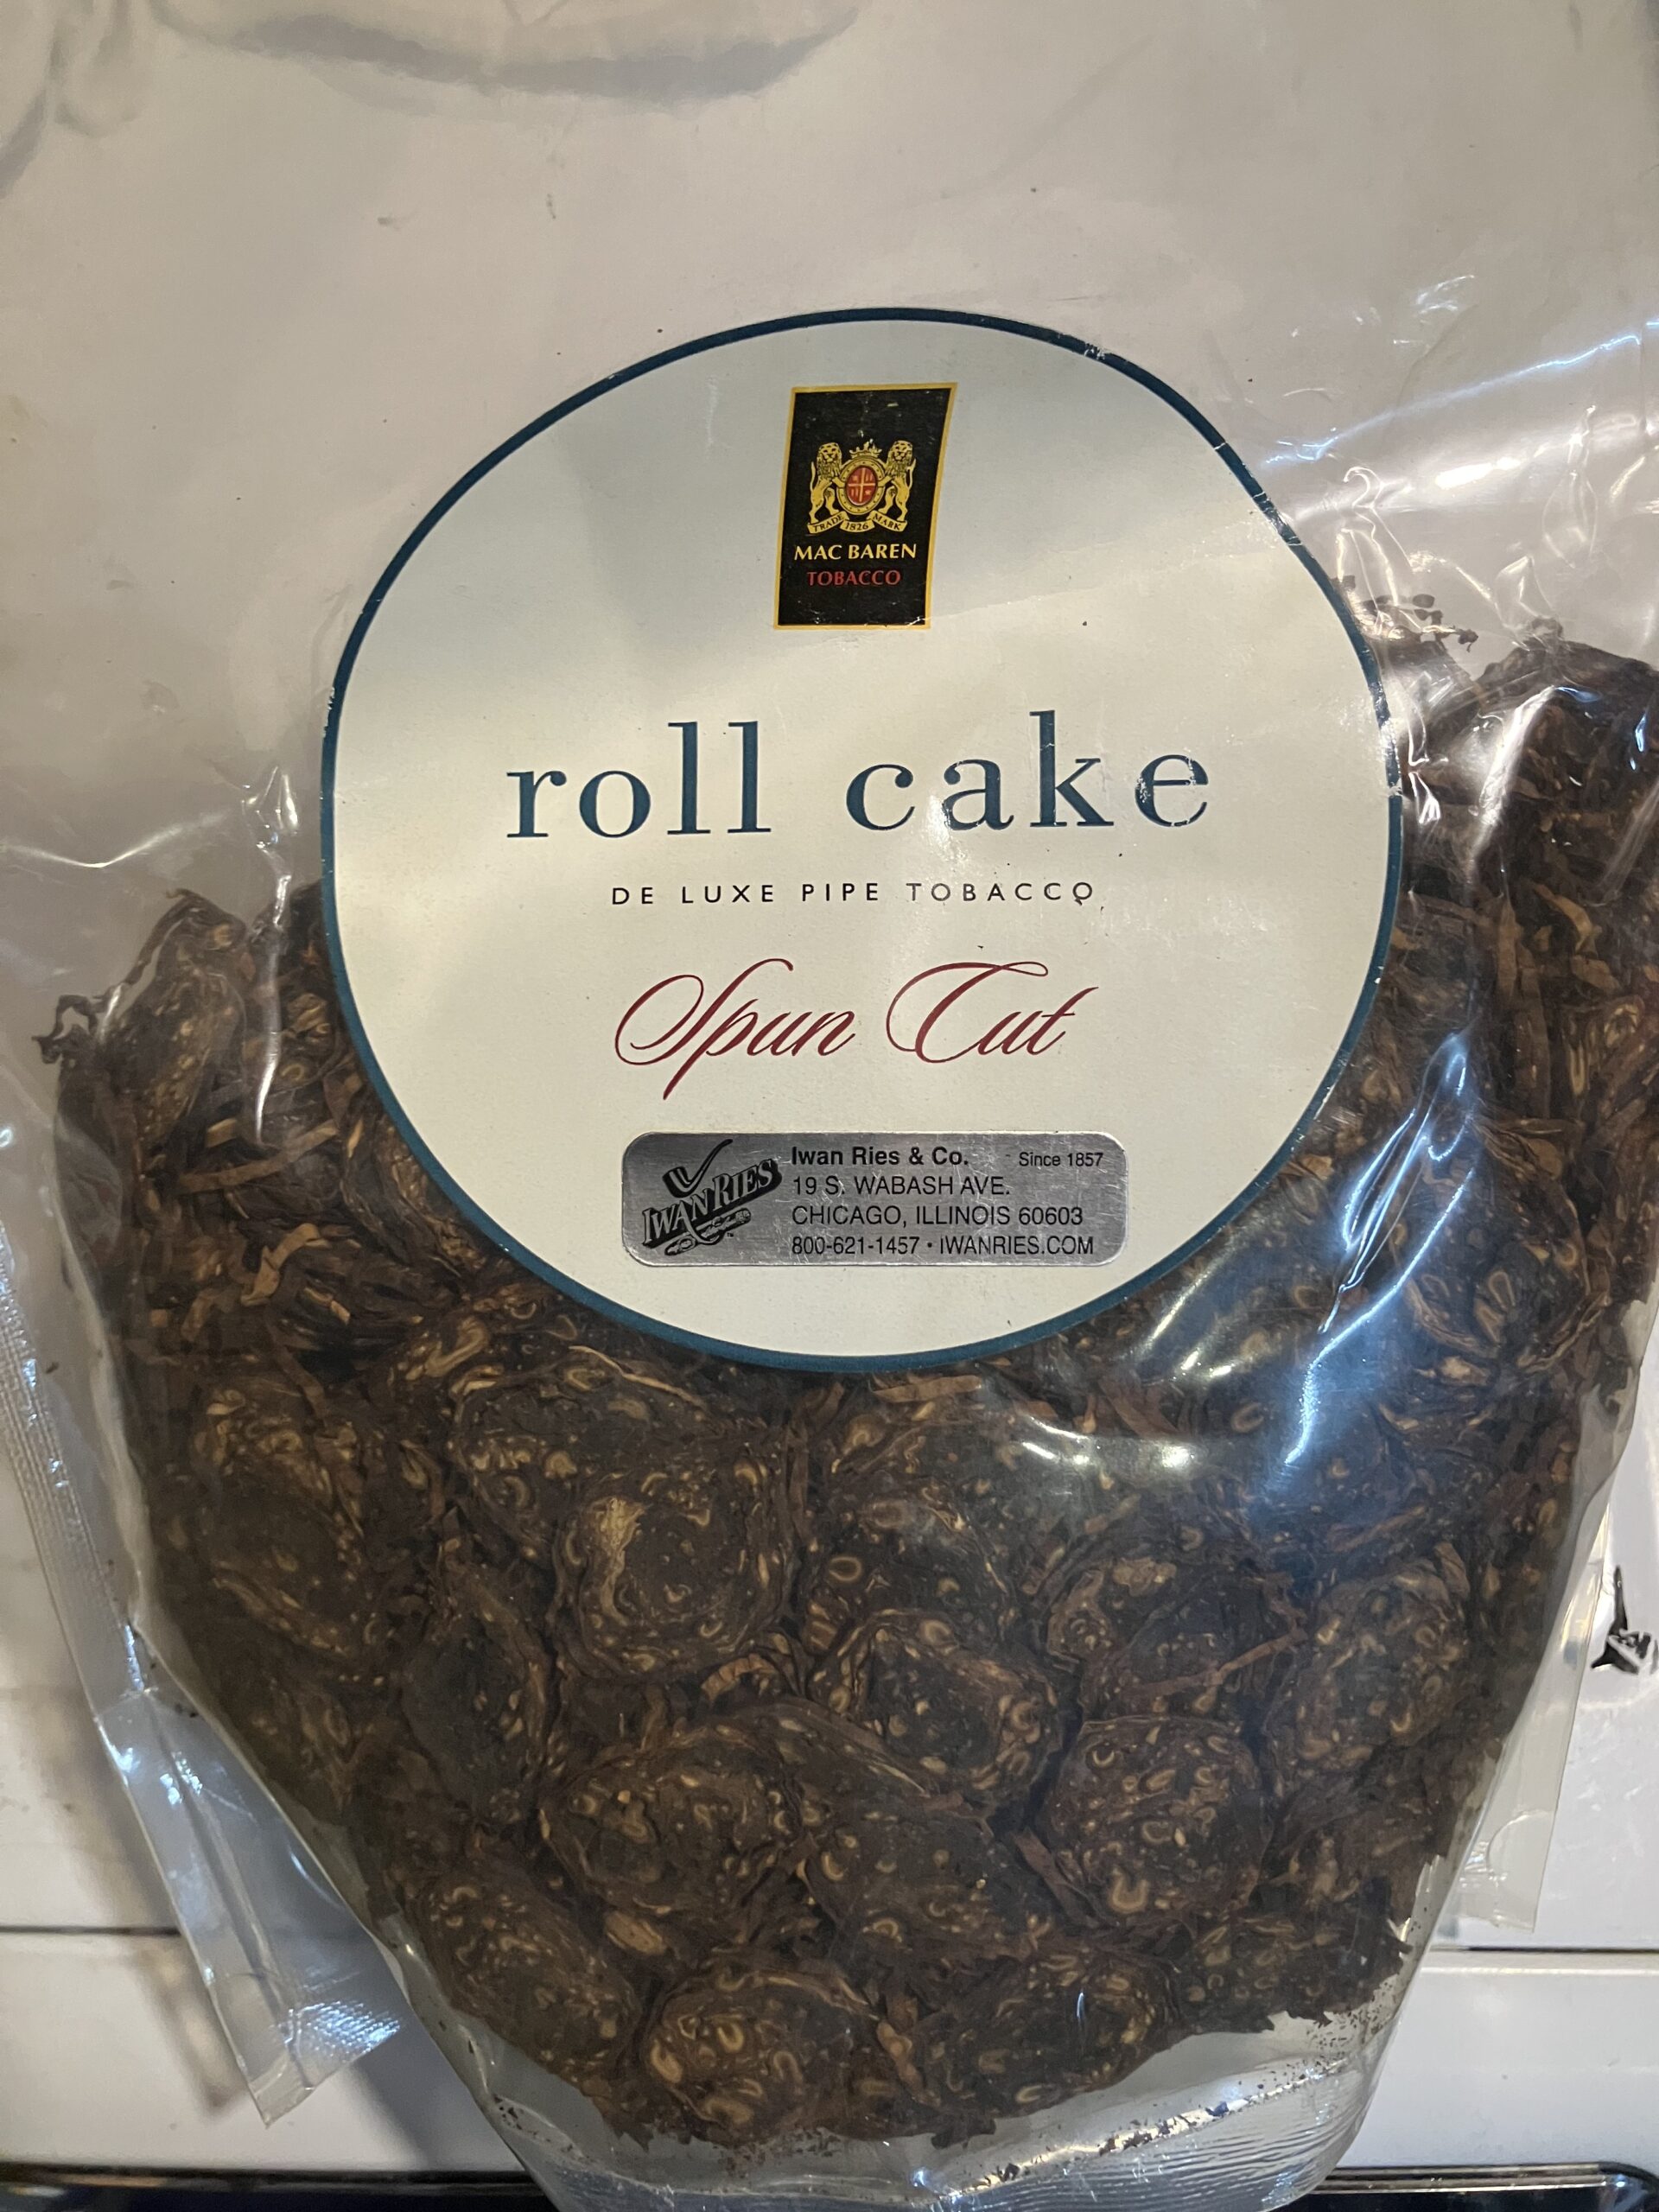 TRADE 1826 MARK
MAC BAREN
TOBACCO
roll cake
DE LUXE PIPE TOBACCO
Spun Cut
IWAN RIES
Iwan Ries & Co. Since 1857
19 S. WABASH AVE.
CHICAGO, ILLINOIS 60603
800-621-1457 • IWANRIES.COM